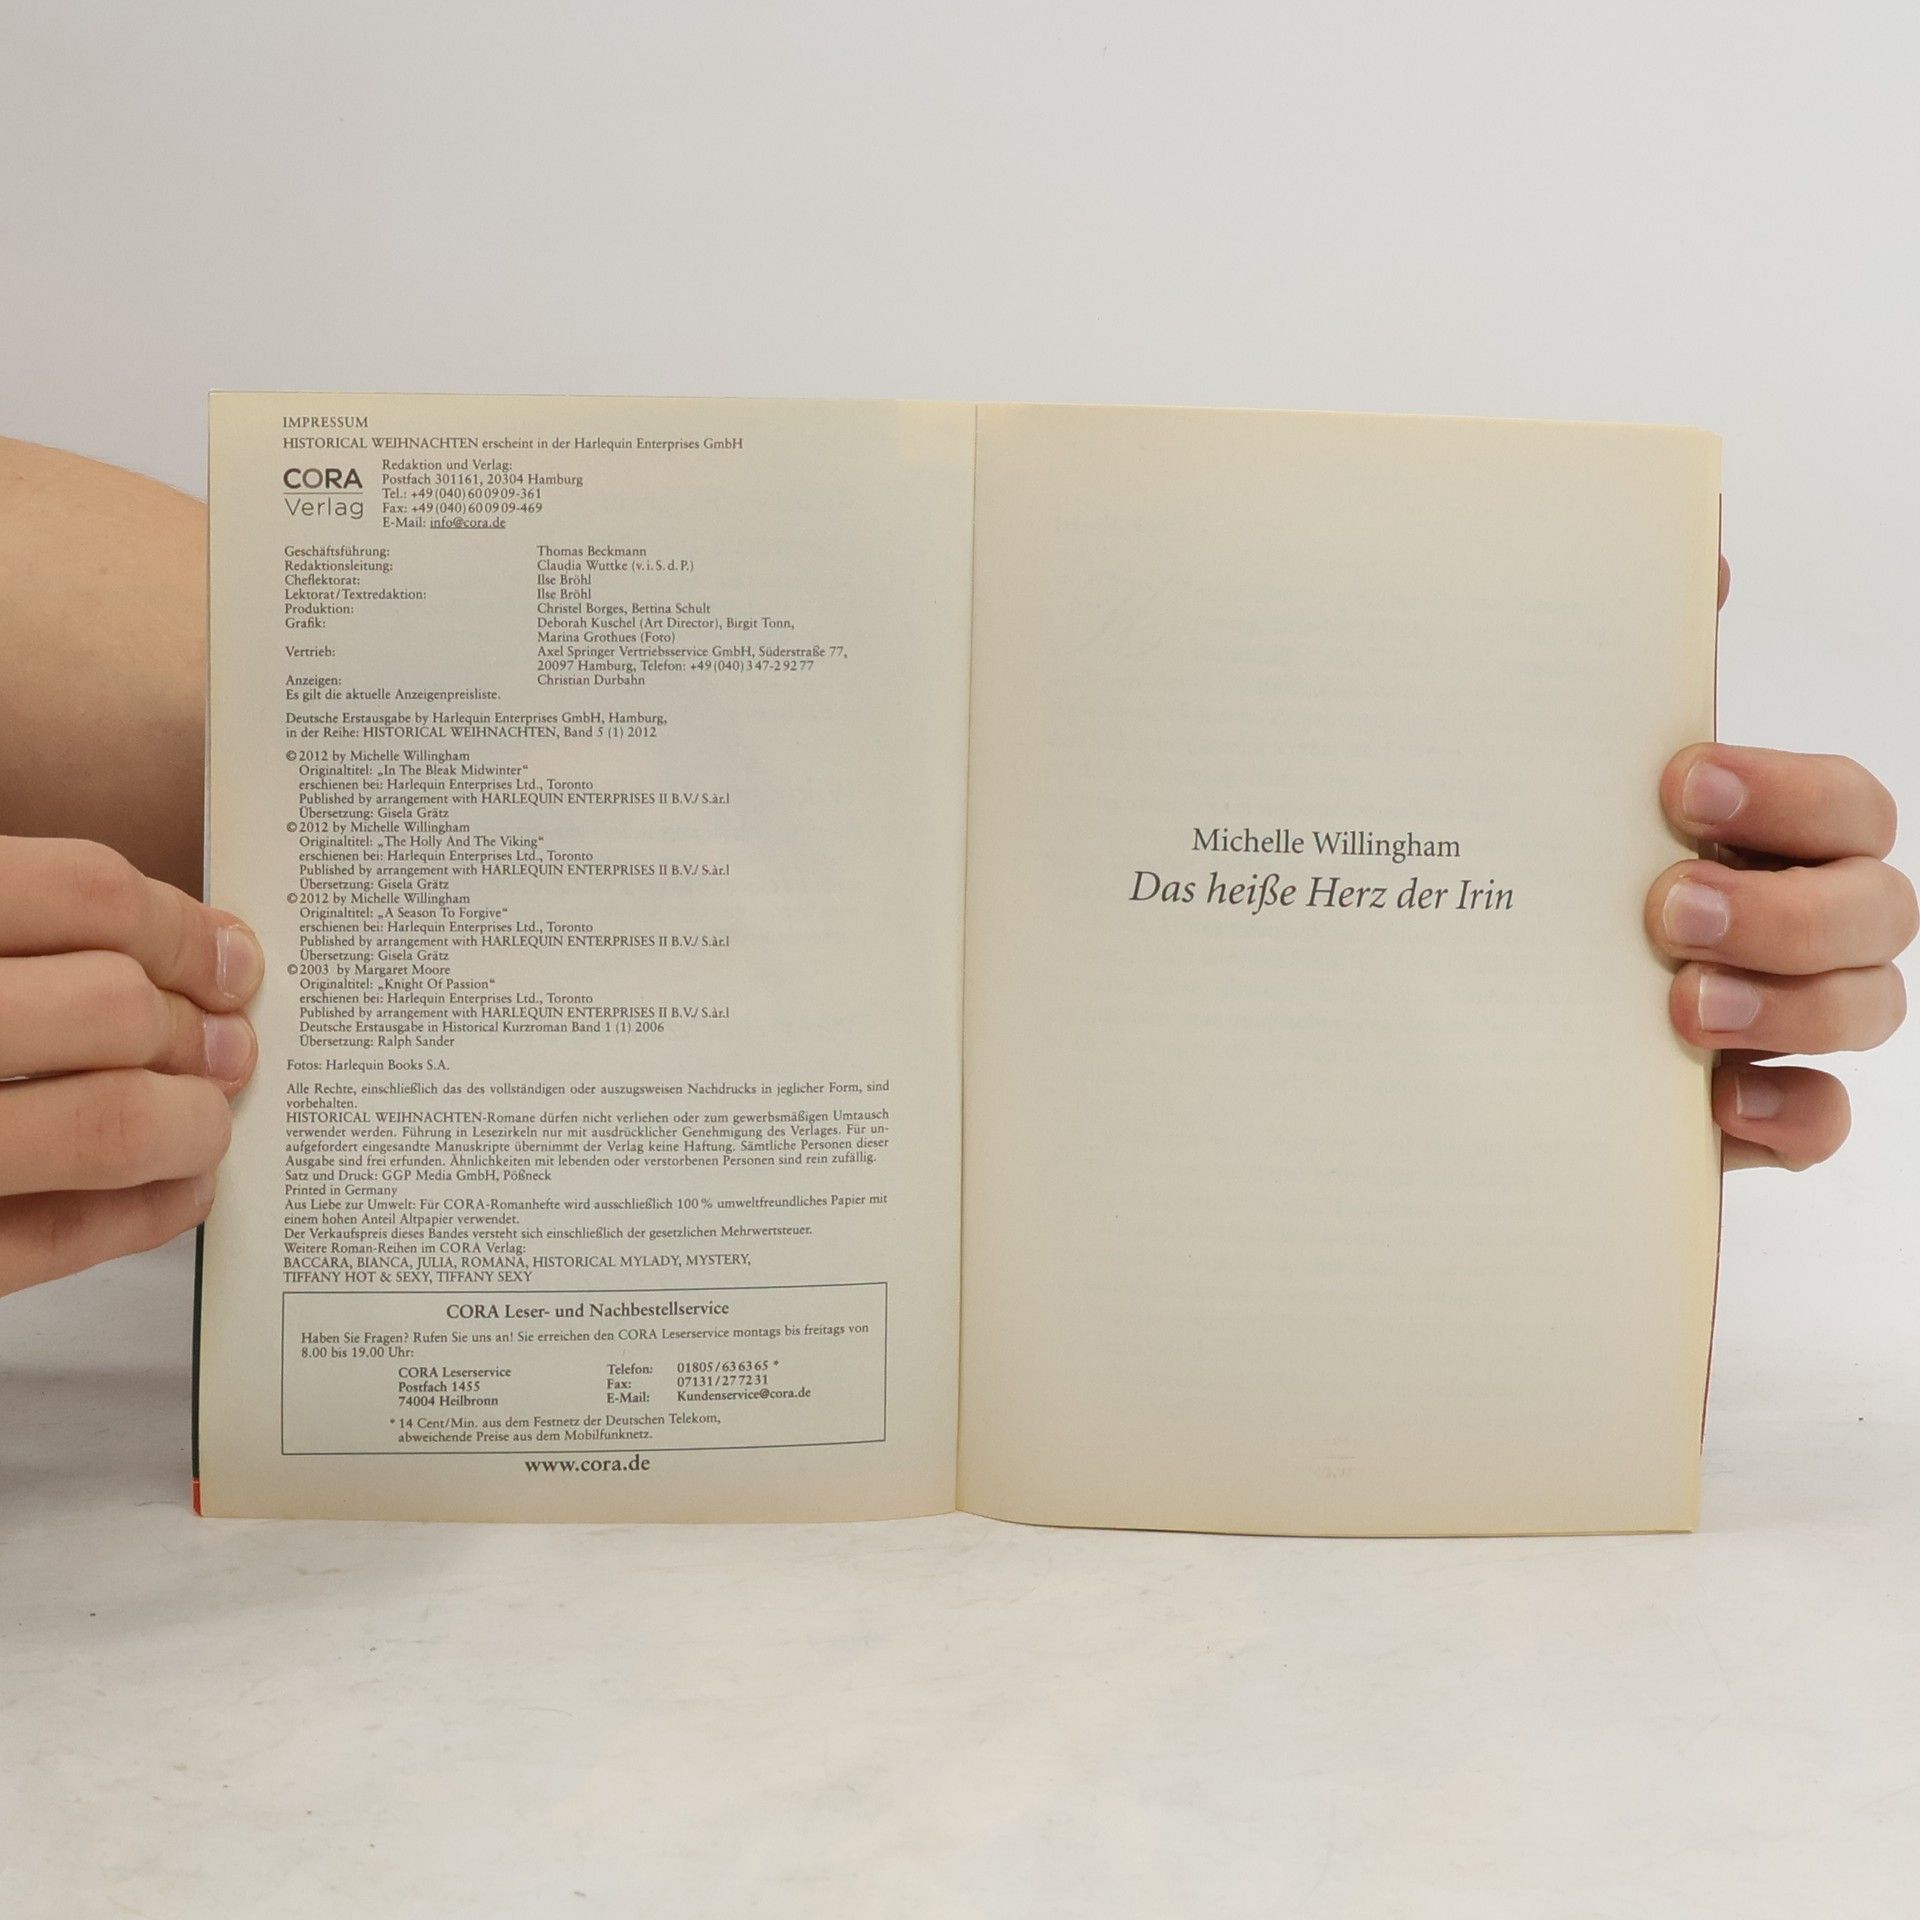 IMPRESSUM
HISTORICAL WEIHNACHTEN erscheint in der Harlequin Enterprises GmbH
CORA
Verlag
Redaktion und Verlag:
Postfach 301161, 20304 Hamburg
Tel.: +49(040)600909-361
Fax: +49(040)600909-469
E-Mail: info@cora.de
Geschäftsführung: Thomas Beckmann
Redaktionsleitung: Claudia Wuttke (v.i.S.d.P.)
Cheflektorat: Ilse Bröhl
Lektorat/Textredaktion: Ilse Bröhl
Produktion: Christel Borges, Bettina Schult
Grafik: Deborah Kuschel (Art Director), Birgit Tonn,
Marina Grothues (Foto)
Vertrieb: Axel Springer Vertriebsservice GmbH, Süderstraße 77,
20097 Hamburg, Telefon: +49(040)347-29277
Anzeigen: Christian Durbahn
Es gilt die aktuelle Anzeigenpreisliste.
Deutsche Erstausgabe by Harlequin Enterprises GmbH, Hamburg,
in der Reihe: HISTORICAL WEIHNACHTEN, Band 5 (1) 2012
©2012 by Michelle Willingham
Originaltitel: „In The Bleak Midwinter“
erschienen bei: Harlequin Enterprises Ltd., Toronto
Published by arrangement with HARLEQUIN ENTERPRISES II B.V./ S.àr.l
Übersetzung: Gisela Grätz
©2012 by Michelle Willingham
Originaltitel: „The Holly And The Viking“
erschienen bei: Harlequin Enterprises Ltd., Toronto
Published by arrangement with HARLEQUIN ENTERPRISES II B.V./ S.àr.l
Übersetzung: Gisela Grätz
©2012 by Michelle Willingham
Originaltitel: „A Season To Forgive“
erschienen bei: Harlequin Enterprises Ltd., Toronto
Published by arrangement with HARLEQUIN ENTERPRISES II B.V./ S.àr.l
Übersetzung: Gisela Grätz
©2003 by Margaret Moore
Originaltitel: „Knight Of Passion“
erschienen bei: Harlequin Enterprises Ltd., Toronto
Published by arrangement with HARLEQUIN ENTERPRISES II B.V./ S.àr.l
Deutsche Erstausgabe in Historical Kurzroman Band 1 (1) 2006
Übersetzung: Ralph Sander
Fotos: Harlequin Books S.A.
Alle Rechte, einschließlich das des vollständigen oder auszugsweisen Nachdrucks in jeglicher Form, sind
vorbehalten.
HISTORICAL WEIHNACHTEN-Romane dürfen nicht verliehen oder zum gewerbsmäßigen Umtausch
verwendet werden. Führung in Lesezirkeln nur mit ausdrücklicher Genehmigung des Verlages. Für un-
aufgefordert eingesandte Manuskripte übernimmt der Verlag keine Haftung. Sämtliche Personen dieser
Ausgabe sind frei erfunden. Ähnlichkeiten mit lebenden oder verstorbenen Personen sind rein zufällig.
Satz und Druck: GGP Media GmbH, Pößneck
Printed in Germany
Aus Liebe zur Umwelt: Für CORA-Romanhefte wird ausschließlich 100% umweltfreundliches Papier mit
einem hohen Anteil Altpapier verwendet.
Der Verkaufspreis dieses Bandes versteht sich einschließlich der gesetzlichen Mehrwertsteuer.
Weitere Roman-Reihen im CORA Verlag:
BACCARA, BIANCA, JULIA, ROMANA, HISTORICAL MYLADY, MYSTERY,
TIFFANY HOT & SEXY, TIFFANY SEXY
CORA Leser- und Nachbestellservice
Haben Sie Fragen? Rufen Sie uns an! Sie erreichen den CORA Leserservice montags bis freitags von
8.00 bis 19.00 Uhr:
CORA Leserservice Telefon: 01805/636365 *
Postfach 1455 Fax: 07131/277231
74004 Heilbronn E-Mail: Kundenservice@cora.de
* 14 Cent/Min. aus dem Festnetz der Deutschen Telekom,
abweichende Preise aus dem Mobilfunknetz.
www.cora.de
Michelle Willingham
Das heiße Herz der Irin